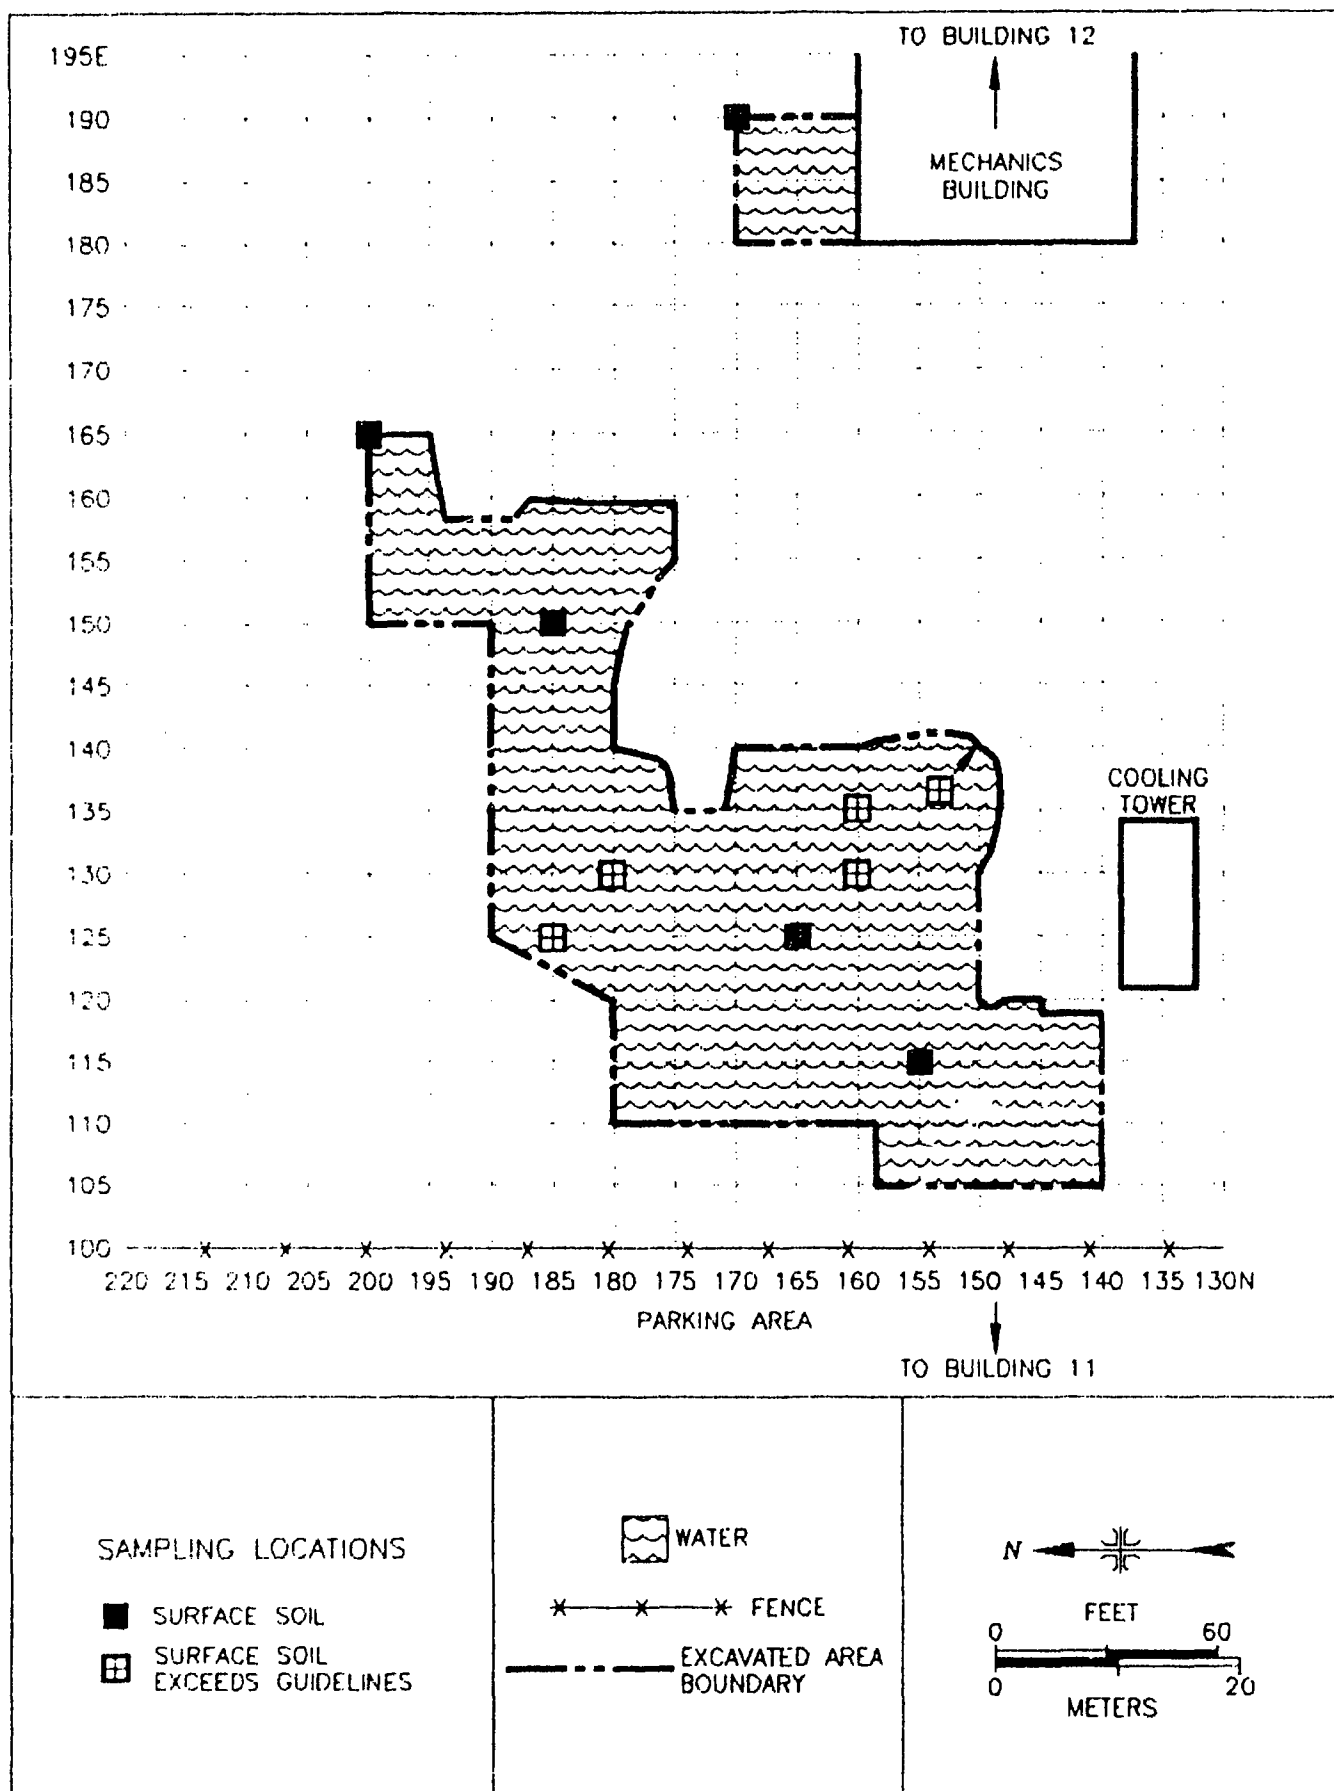 TO BUILDING 12
195E
190
MECHANICS
BUILDING
185
180
175
170
165
160
155
150
145
140
COOLING
TOWER
135
130
125
120
115
110
105
100
220 215 210 205 200 195 190 185 180 175 170 165 160 155 150 145 140 135 130N
PARKING AREA
TO BUILDING 11
SAMPLING LOCATIONS
SURFACE SOIL
SURFACE SOIL
EXCEEDS GUIDELINES
WATER
FENCE
EXCAVATED AREA
BOUNDARY
N
FEET
0 60
0 20
METERS